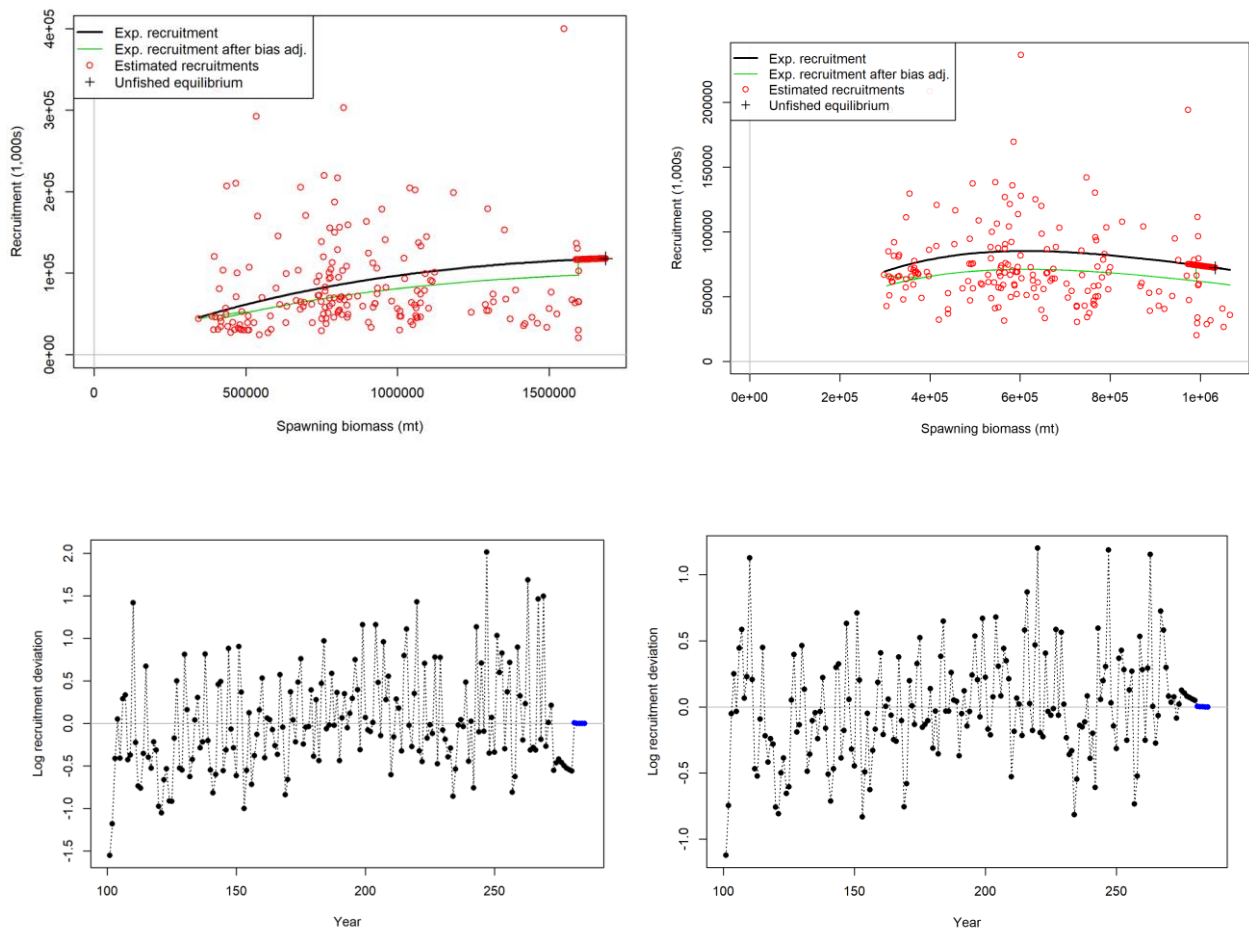 Exp. recruitment
Exp. recruitment after bias adj.
Estimated recruitments
Unfished equilibrium
Recruitment (1,000s)
0e+00
1e+05
2e+05
3e+05
4e+05
0
500000
1000000
1500000
Spawning biomass (mt)
Exp. recruitment
Exp. recruitment after bias adj.
Estimated recruitments
Unfished equilibrium
Recruitment (1,000s)
0
50000
100000
150000
200000
0e+00
2e+05
4e+05
6e+05
8e+05
1e+06
Spawning biomass (mt)
Log recruitment deviation
-1.5
-1.0
-0.5
0.0
0.5
1.0
1.5
2.0
100
150
200
250
Year
Log recruitment deviation
-1.0
-0.5
0.0
0.5
1.0
100
150
200
250
Year